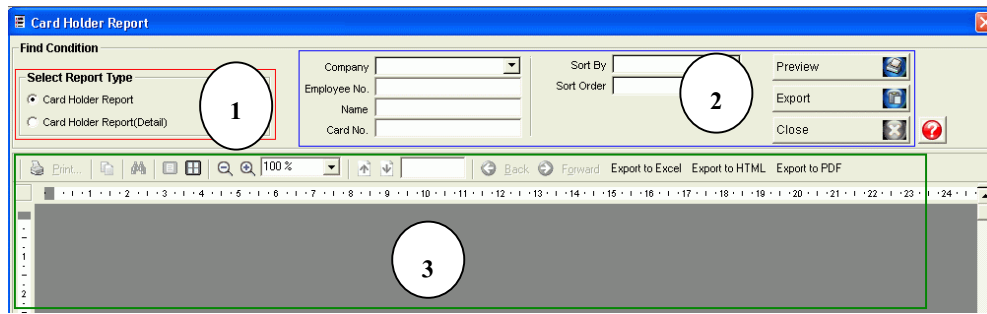 Card Holder Report
Find Condition
Select Report Type
Card Holder Report
Card Holder Report(Detail)
1
Company
Employee No.
Name
Card No.
Sort By
Sort Order
2
Preview
Export
Close
?
Print... 100 % Back Forward Export to Excel Export to HTML Export to PDF
1 2 3 4 5 6 7 8 9 10 11 12 13 14 15 16 17 18 19 20 21 22 23 24
1
2
3